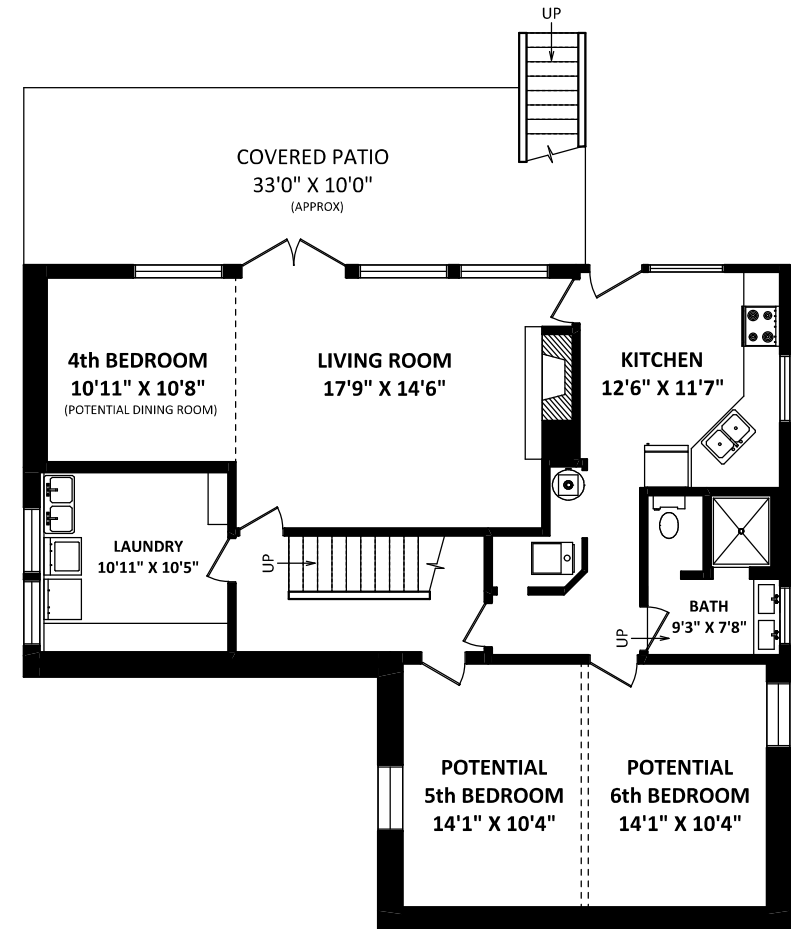 UP
COVERED PATIO
33'0" X 10'0"
(APPROX)
4th BEDROOM
10'11" X 10'8"
(POTENTIAL DINING ROOM)
LIVING ROOM
17'9" X 14'6"
KITCHEN
12'6" X 11'7"
LAUNDRY
10'11" X 10'5"
UP
BATH
9'3" X 7'8"
UP
POTENTIAL
5th BEDROOM
14'1" X 10'4"
POTENTIAL
6th BEDROOM
14'1" X 10'4"